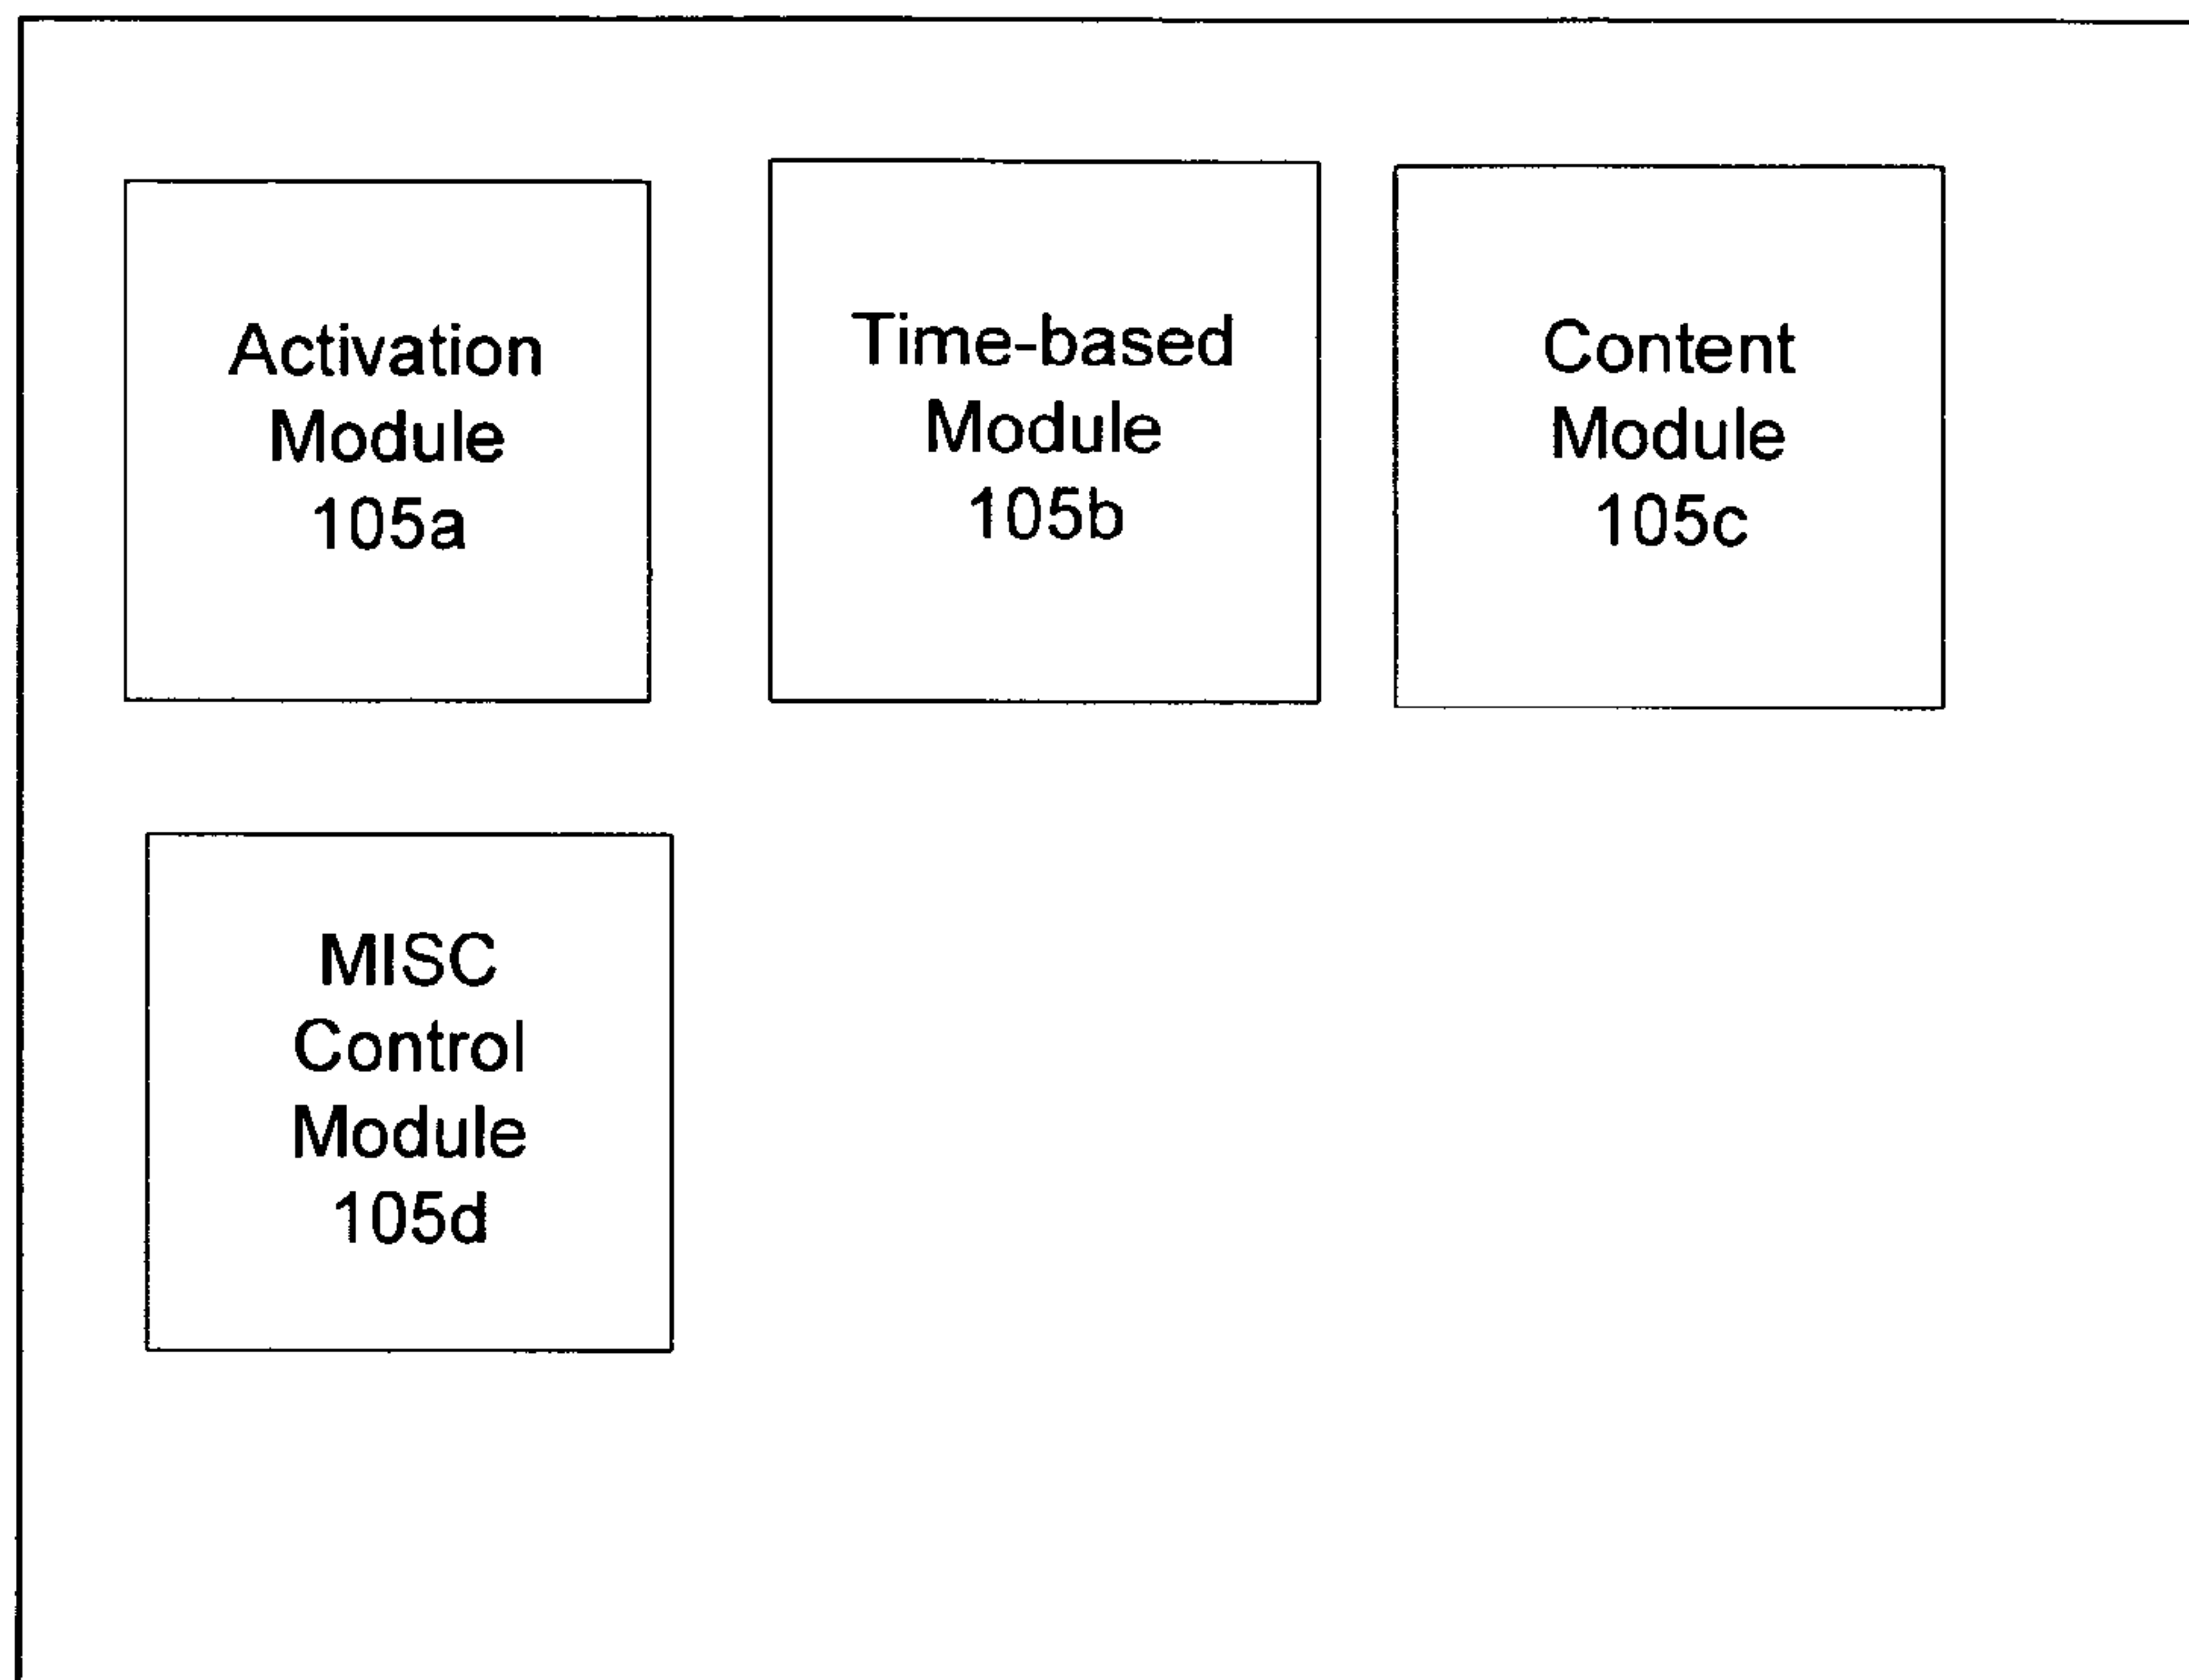 Activation
Module
105a
Time-based
Module
105b
Content
Module
105c
MISC
Control
Module
105d